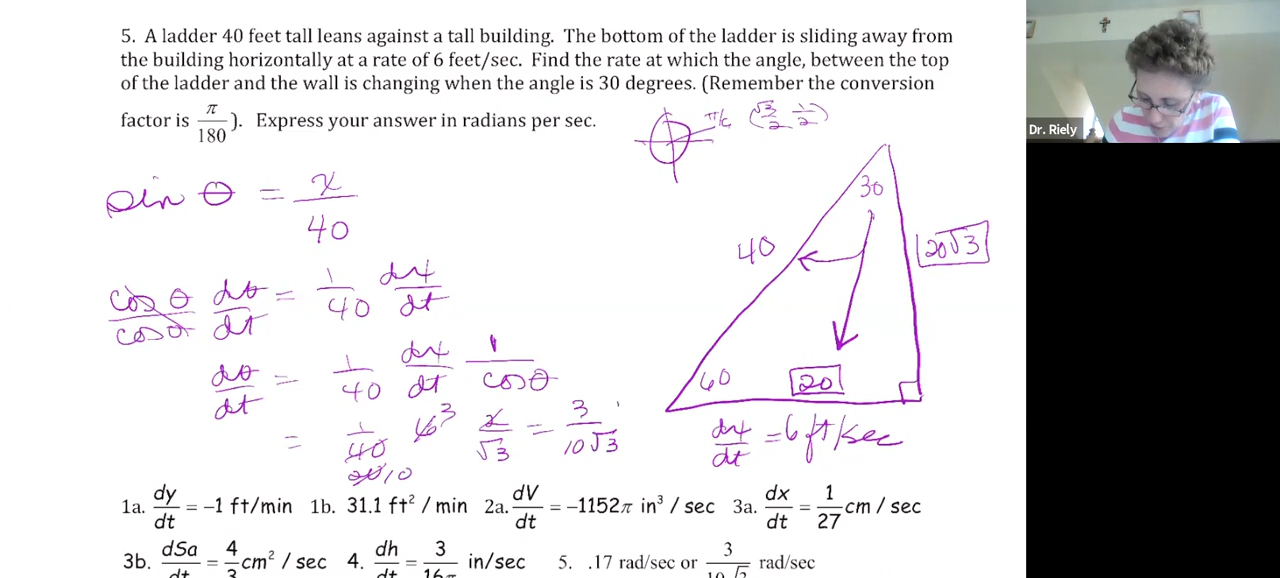 5. A ladder 40 feet tall leans against a tall building. The bottom of the ladder is sliding away from
the building horizontally at a rate of 6 feet/sec. Find the rate at which the angle, between the top
of the ladder and the wall is changing when the angle is 30 degrees. (Remember the conversion
factor is π/180). Express your answer in radians per sec.
π/6 (√3/2 1/2)
Dr. Riely
sin θ = x/40
30
40
20√3
cos θ/cos θ dθ/dt = 1/40 dx/dt
dθ/dt = 1/40 dx/dt 1/cos θ
60
20
= 1/40 6 3 2/√3 = 3/10√3
20 10
dx/dt = 6 ft/sec
1a. dy/dt = -1 ft/min 1b. 31.1 ft² / min 2a. dV/dt = -1152π in³ / sec 3a. dx/dt = 1/27 cm / sec
3b. dSa/dt = 4/3 cm² / sec 4. dh/dt = 3/16π in/sec 5. .17 rad/sec or 3/10√3 rad/sec